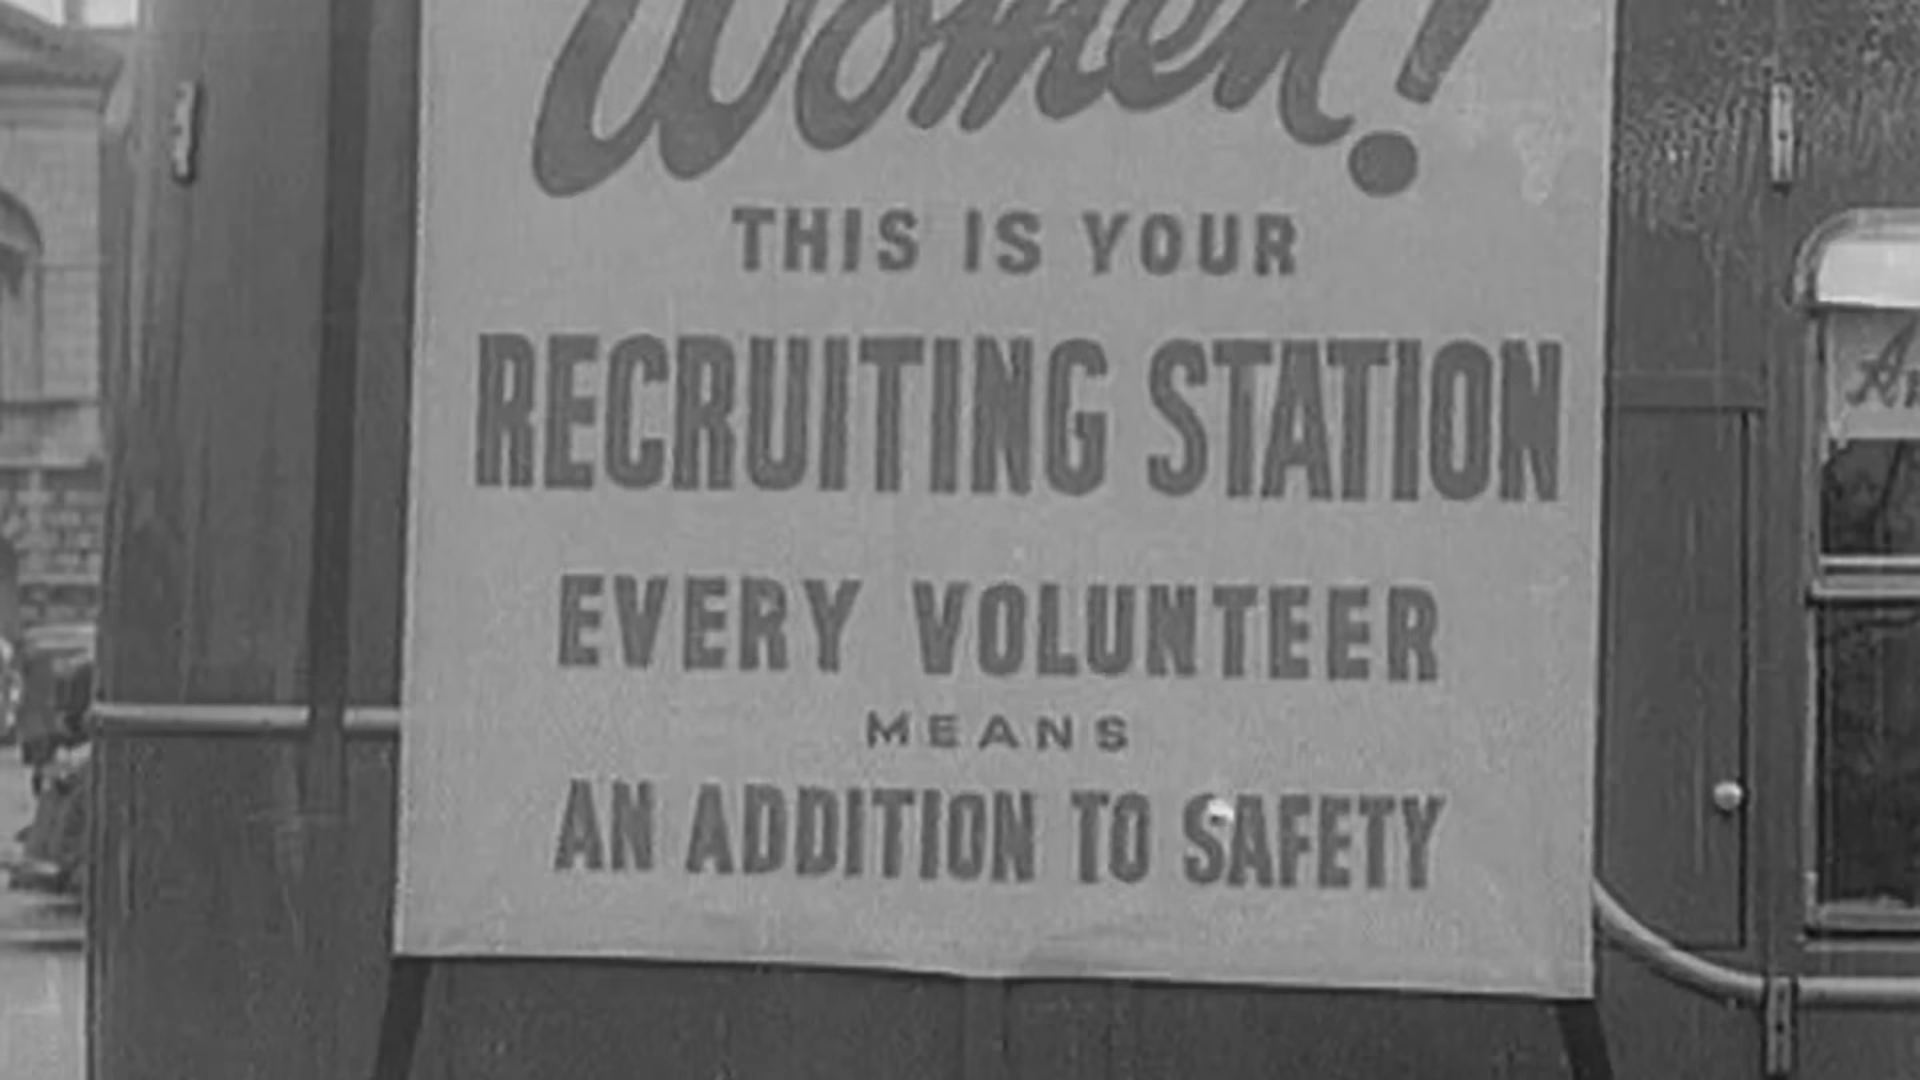 Women!
THIS IS YOUR
RECRUITING STATION
EVERY VOLUNTEER
MEANS
AN ADDITION TO SAFETY